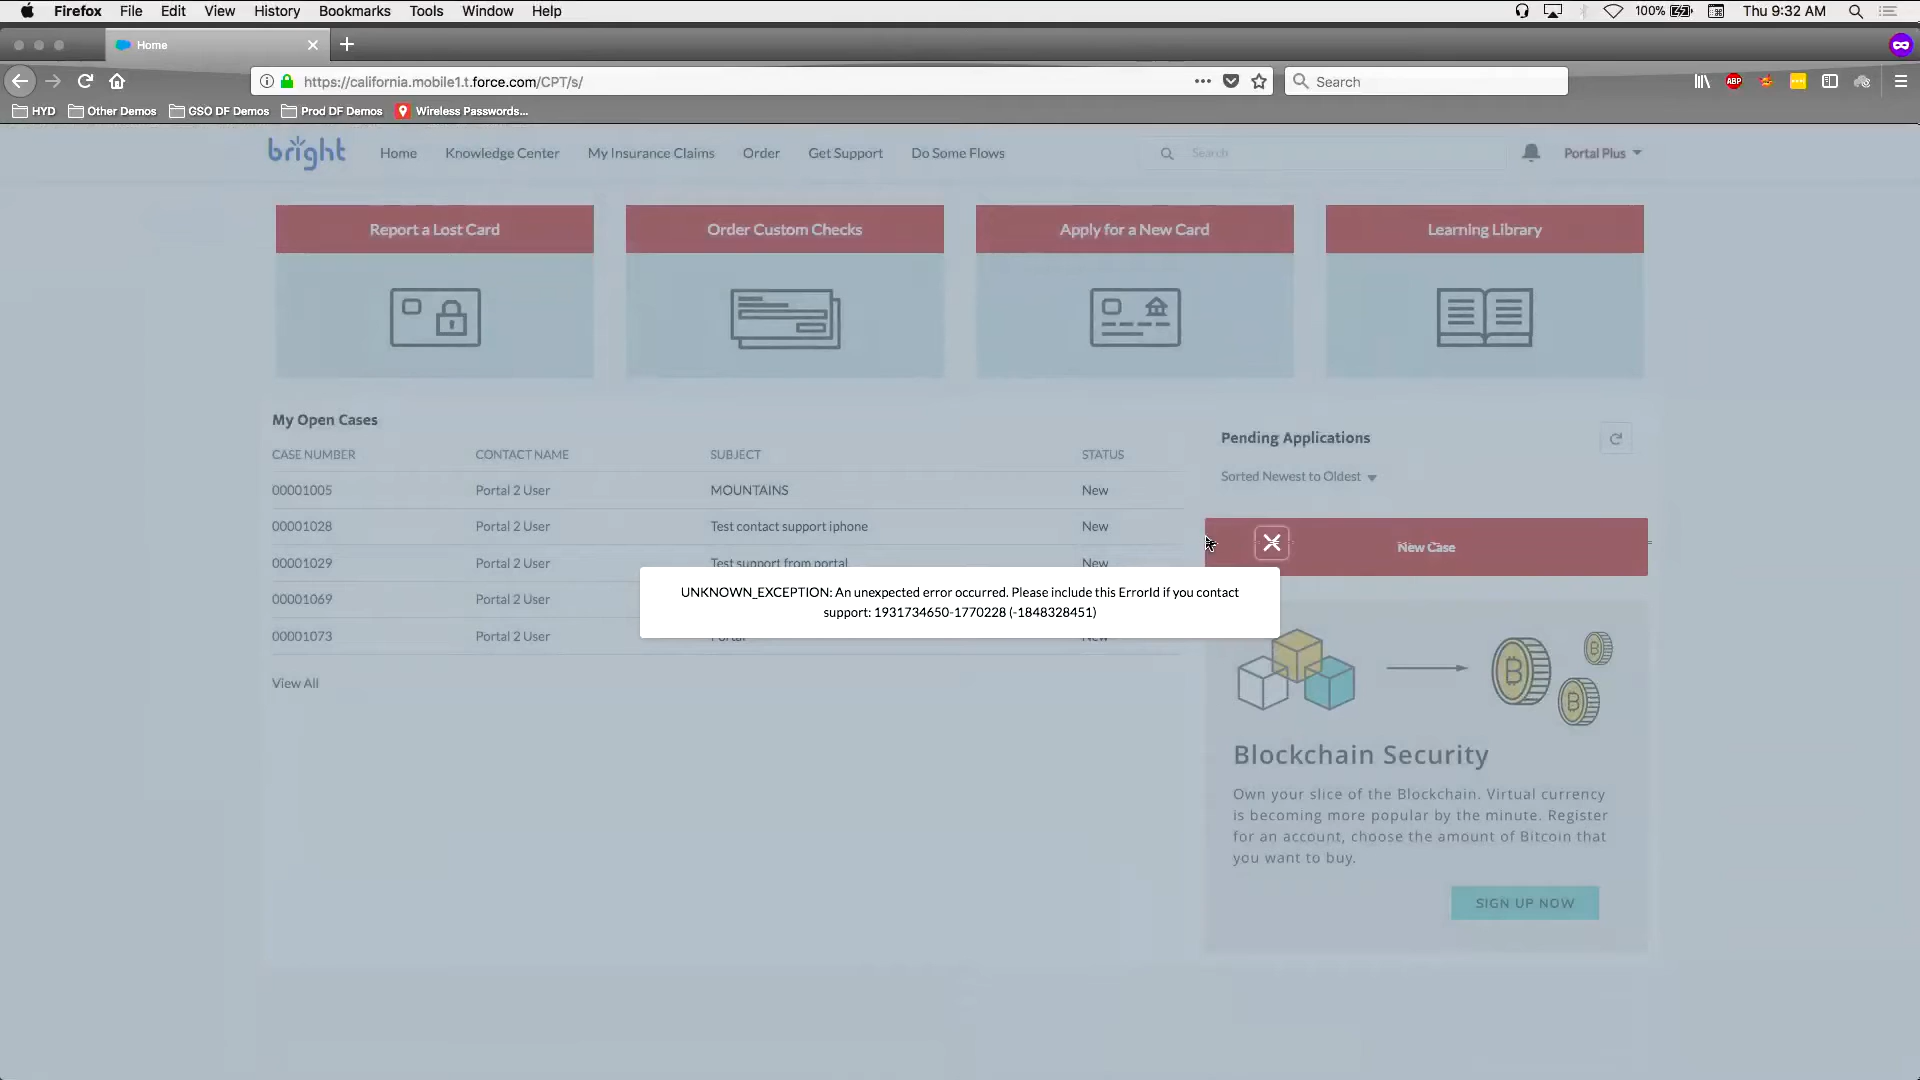 Firefox File Edit View History Bookmarks Tools Window Help
100% Thu 9:32 AM
Home
https://california.mobile1.t.force.com/CPT/s/
Search
HYD Other Demos GSO DF Demos Prod DF Demos Wireless Passwords...
ABP
bright
Home Knowledge Center My Insurance Claims Order Get Support Do Some Flows
Search
Portal Plus
Report a Lost Card
Order Custom Checks
Apply for a New Card
Learning Library
My Open Cases
CASE NUMBER CONTACT NAME SUBJECT STATUS
00001005 Portal 2 User MOUNTAINS New
00001028 Portal 2 User Test contact support iphone New
00001029 Portal 2 User Test support from portal New
00001069 Portal 2 User
00001073 Portal 2 User Portal New
View All
Pending Applications
Sorted Newest to Oldest
New Case
UNKNOWN_EXCEPTION: An unexpected error occurred. Please include this ErrorId if you contact
support: 1931734650-1770228 (-1848328451)
Blockchain Security
Own your slice of the Blockchain. Virtual currency
is becoming more popular by the minute. Register
for an account, choose the amount of Bitcoin that
you want to buy.
SIGN UP NOW